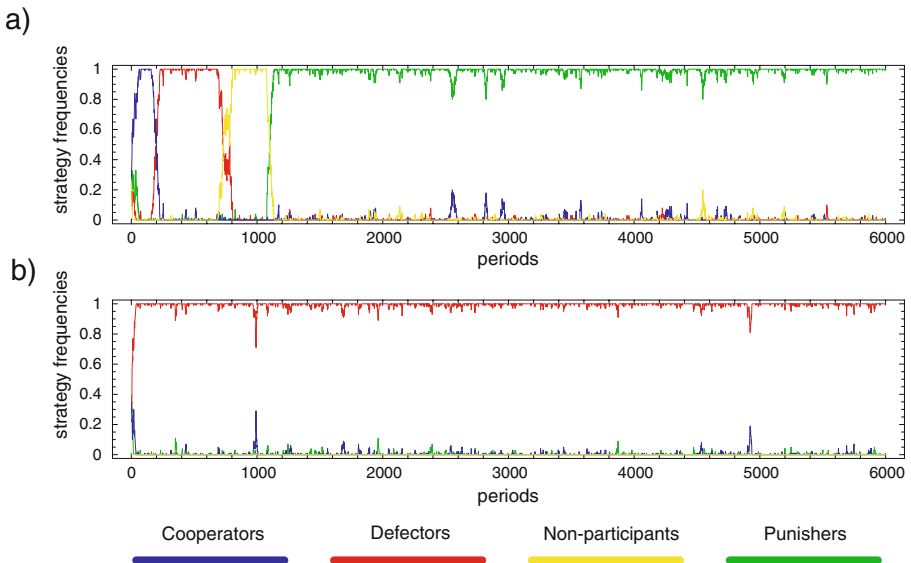 a)
strategy frequencies
1
0.8
0.6
0.4
0.2
0
0 1000 2000 3000 4000 5000 6000
periods
b)
strategy frequencies
1
0.8
0.6
0.4
0.2
0
0 1000 2000 3000 4000 5000 6000
periods
Cooperators Defectors Non-participants Punishers